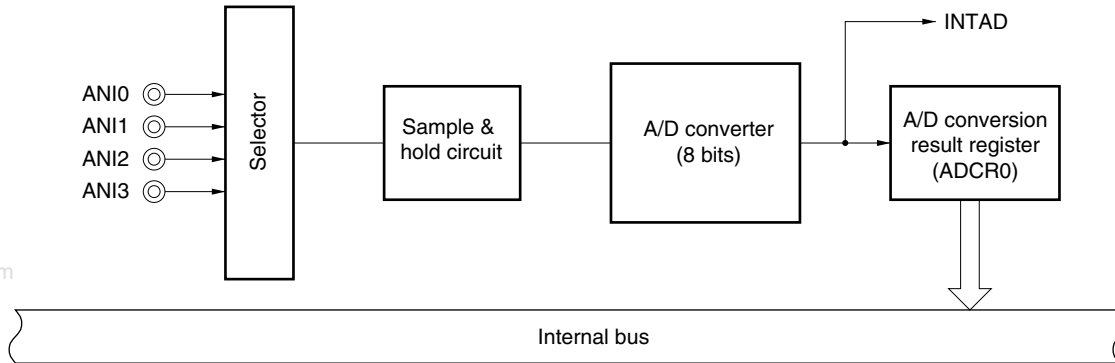 INTAD
ANI0
ANI1
ANI2
ANI3
Selector
Sample &
hold circuit
A/D converter
(8 bits)
A/D conversion
result register
(ADCR0)
m
Internal bus